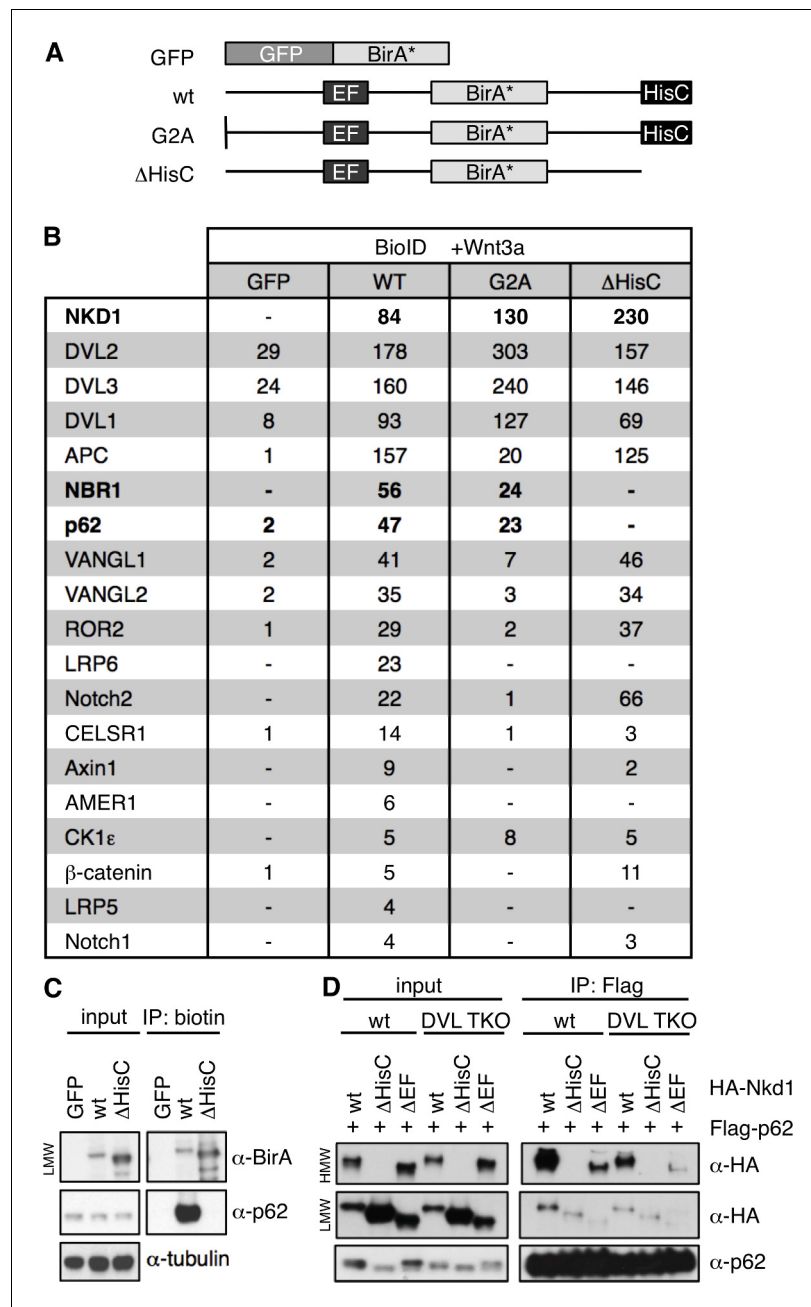 A
GFP GFP BirA*
wt EF BirA* HisC
G2A EF BirA* HisC
ΔHisC EF BirA*
B
BioID +Wnt3a
GFP WT G2A ΔHisC
NKD1 - 84 130 230
DVL2 29 178 303 157
DVL3 24 160 240 146
DVL1 8 93 127 69
APC 1 157 20 125
NBR1 - 56 24 -
p62 2 47 23 -
VANGL1 2 41 7 46
VANGL2 2 35 3 34
ROR2 1 29 2 37
LRP6 - 23 - -
Notch2 - 22 1 66
CELSR1 1 14 1 3
Axin1 - 9 - 2
AMER1 - 6 - -
CK1ε - 5 8 5
β-catenin 1 5 - 11
LRP5 - 4 - -
Notch1 - 4 - 3
C
input IP: biotin
GFP wt ΔHisC GFP wt ΔHisC
LMW α-BirA
α-p62
α-tubulin
D
input IP: Flag
wt DVL TKO wt DVL TKO
wt ΔHisC ΔEF wt ΔHisC ΔEF wt ΔHisC ΔEF wt ΔHisC ΔEF HA-Nkd1
+ + + + + + + + + + + + Flag-p62
HMW α-HA
LMW α-HA
α-p62